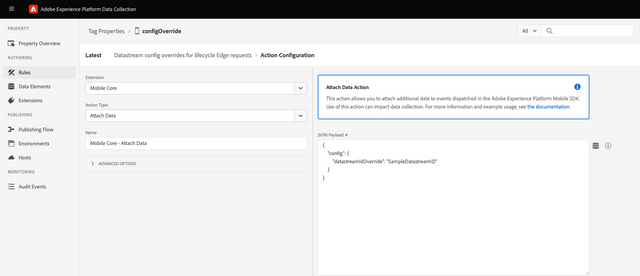 Adobe Experience Platform Data Collection
PROPERTY
Property Overview
AUTHORING
Rules
Data Elements
Extensions
PUBLISHING
Publishing Flow
Environments
Hosts
MONITORING
Audit Events
Tag Properties > configOverride
All
Latest Datastream config overrides for lifecycle Edge requests > Action Configuration
Extension
Mobile Core
Action Type
Attach Data
Name
Mobile Core - Attach Data
> ADVANCED OPTIONS
Attach Data Action
This action allows you to attach additional data to events dispatched in the Adobe Experience Platform Mobile SDK.
Use of this action can impact data collection. For more information and example usage, see the documentation.
JSON Payload *
{
"config": {
"datastreamIdOverride": "SampleDatastreamID"
}
}